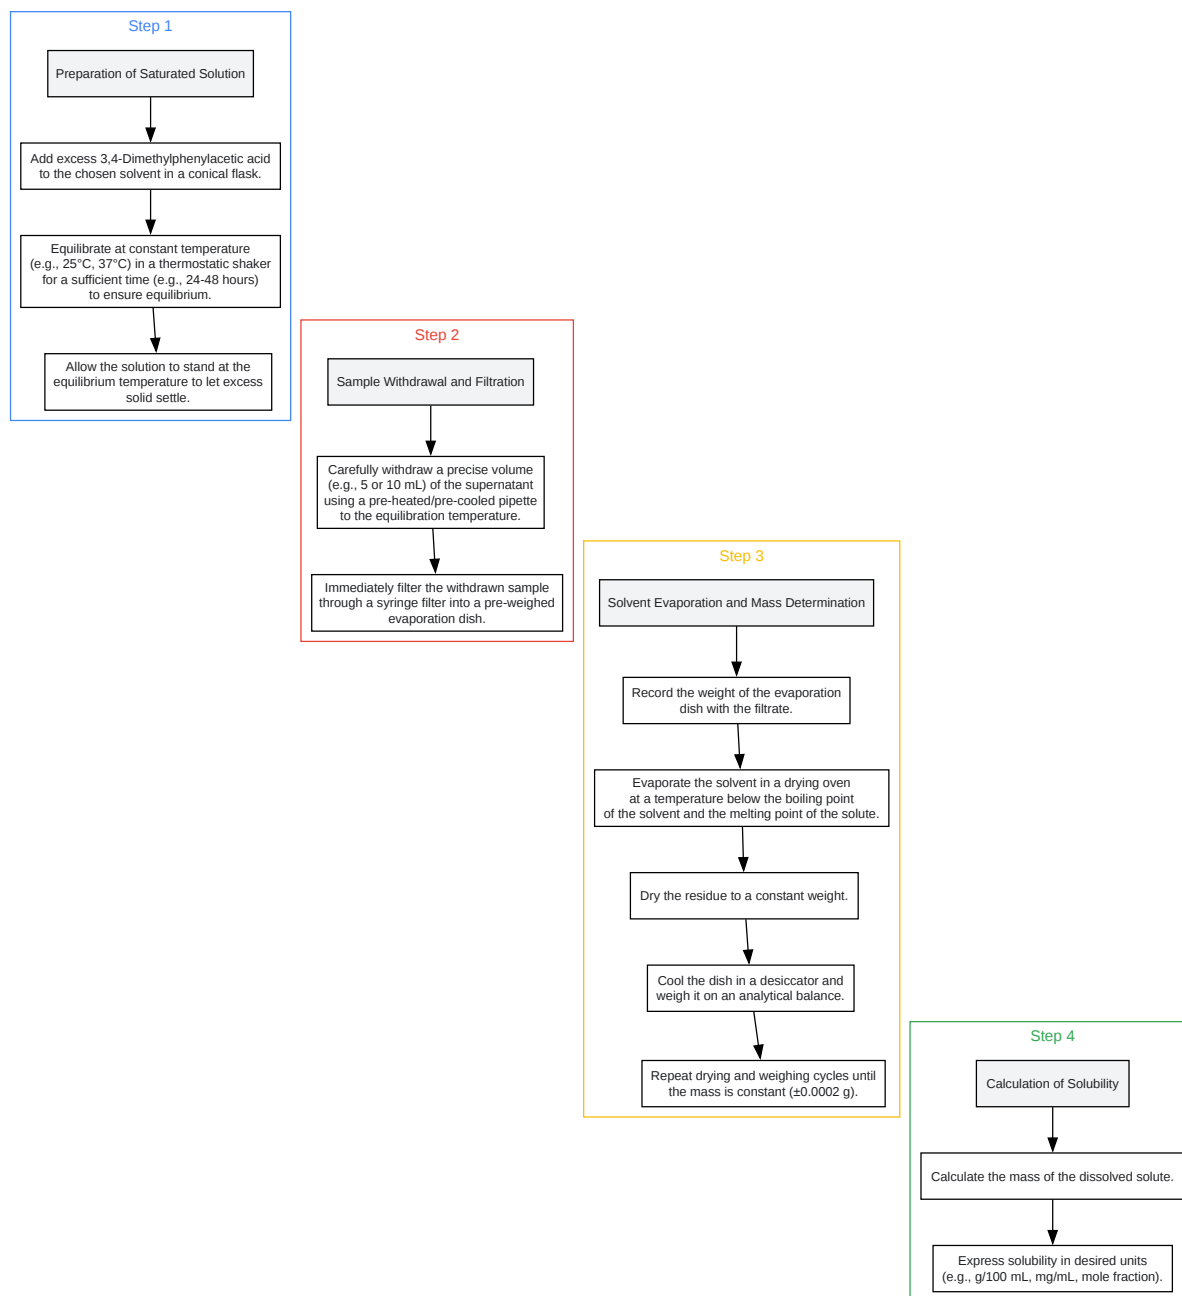 Step 1
Preparation of Saturated Solution
Add excess 3,4-Dimethylphenylacetic acid
to the chosen solvent in a conical flask.
Equilibrate at constant temperature
(e.g., 25°C, 37°C) in a thermostatic shaker
for a sufficient time (e.g., 24-48 hours)
to ensure equilibrium.
Allow the solution to stand at the
equilibrium temperature to let excess
solid settle.
Step 2
Sample Withdrawal and Filtration
Carefully withdraw a precise volume
(e.g., 5 or 10 mL) of the supernatant
using a pre-heated/pre-cooled pipette
to the equilibration temperature.
Immediately filter the withdrawn sample
through a syringe filter into a pre-weighed
evaporation dish.
Step 3
Solvent Evaporation and Mass Determination
Record the weight of the evaporation
dish with the filtrate.
Evaporate the solvent in a drying oven
at a temperature below the boiling point
of the solvent and the melting point of the solute.
Dry the residue to a constant weight.
Cool the dish in a desiccator and
weigh it on an analytical balance.
Repeat drying and weighing cycles until
the mass is constant (±0.0002 g).
Step 4
Calculation of Solubility
Calculate the mass of the dissolved solute.
Express solubility in desired units
(e.g., g/100 mL, mg/mL, mole fraction).